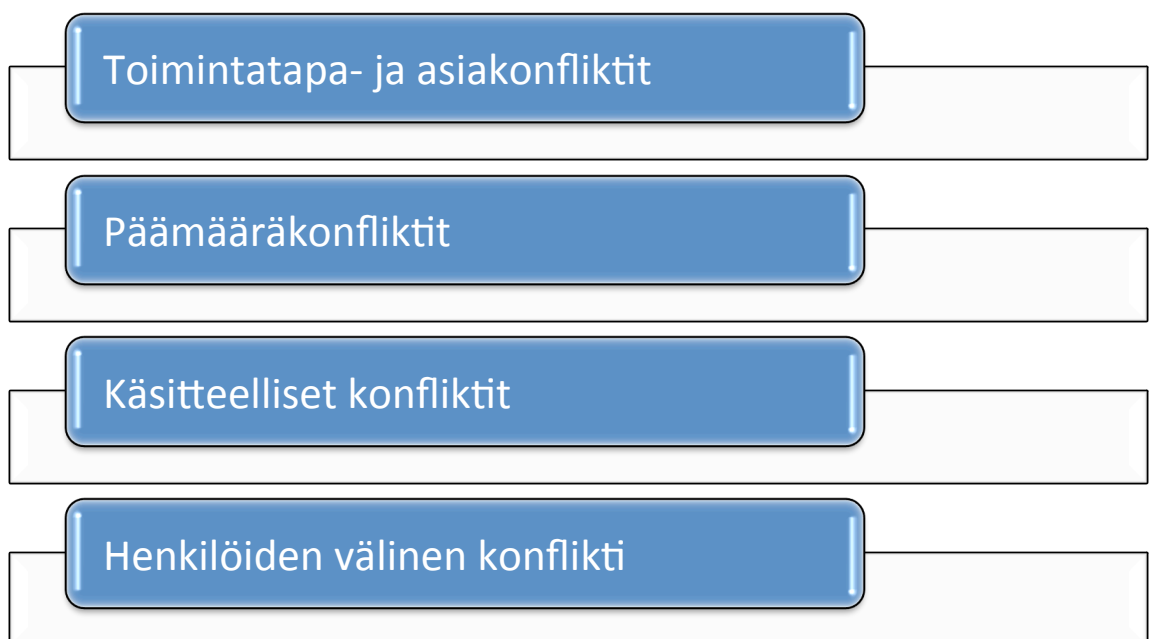 Toimintatapa- ja asiakonfliktit
Päämääräkonfliktit
Käsitteelliset konfliktit
Henkilöiden välinen konflikti